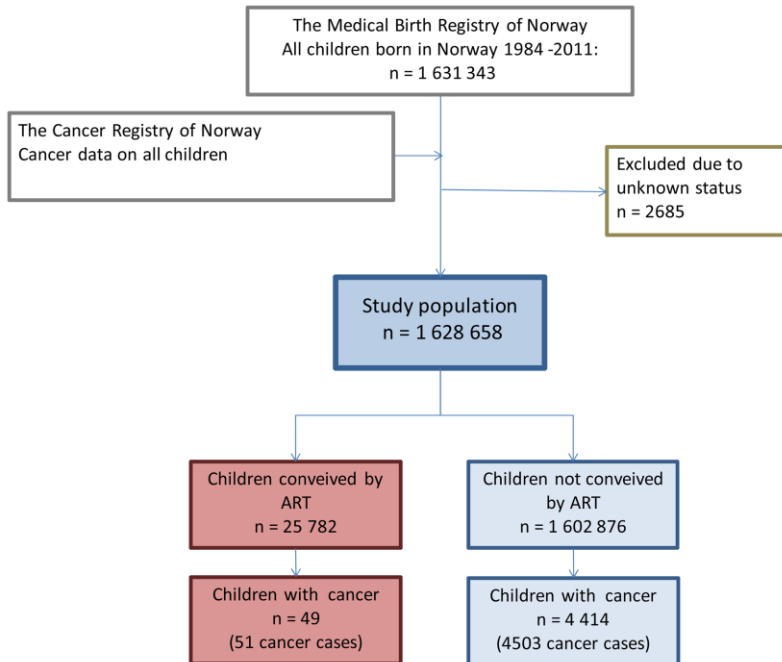 The Medical Birth Registry of Norway
All children born in Norway 1984 -2011:
n = 1 631 343
The Cancer Registry of Norway
Cancer data on all children
Excluded due to
unknown status
n = 2685
Study population
n = 1 628 658
Children conveived by
ART
n = 25 782
Children not conveived
by ART
n = 1 602 876
Children with cancer
n = 49
(51 cancer cases)
Children with cancer
n = 4 414
(4503 cancer cases)